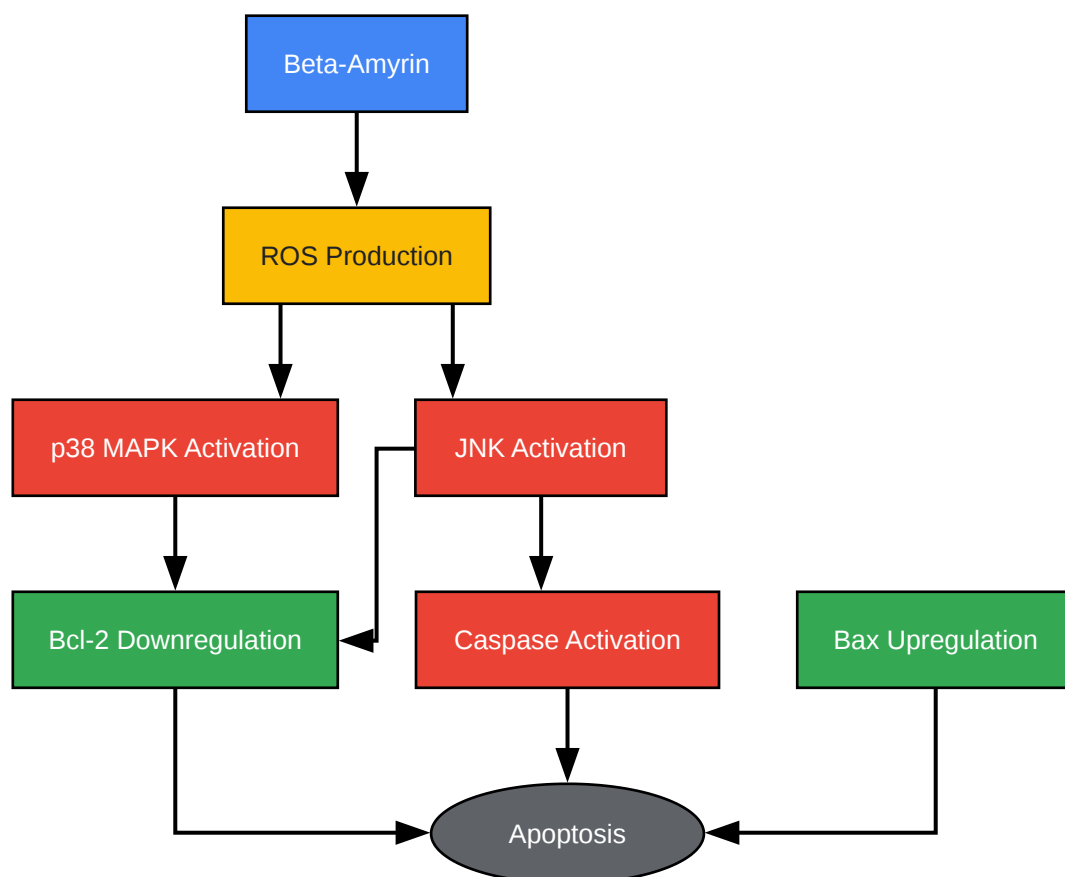 Beta-Amyrin
ROS Production
p38 MAPK Activation
JNK Activation
Bcl-2 Downregulation
Caspase Activation
Bax Upregulation
Apoptosis